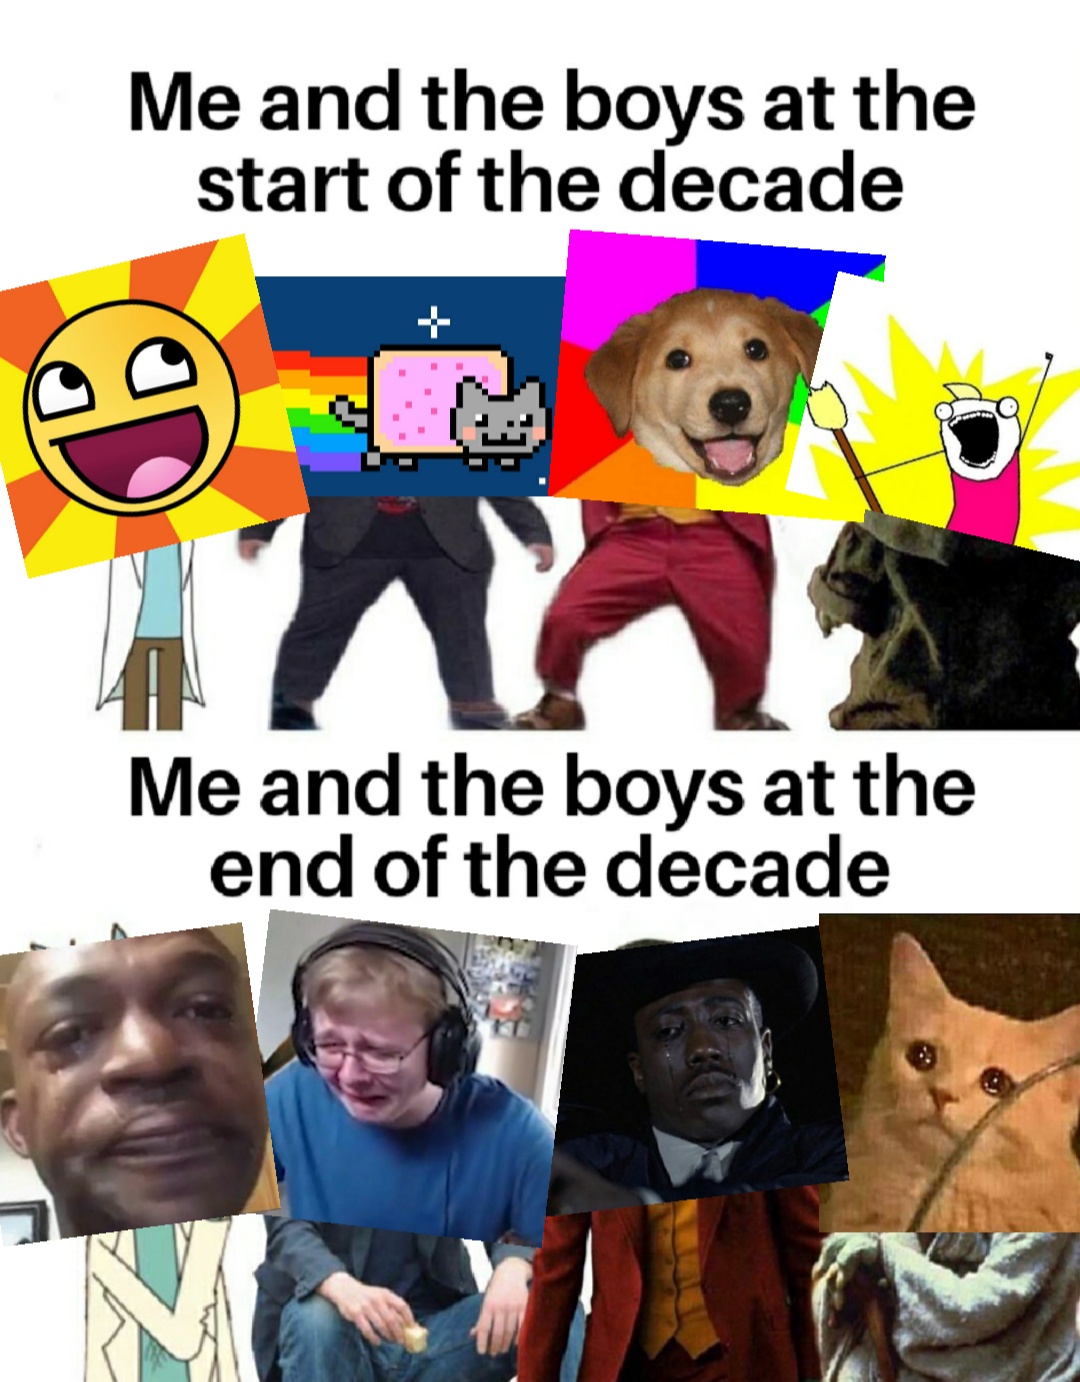 Me and the boys at the
start of the decade
Me and the boys at the
end of the decade